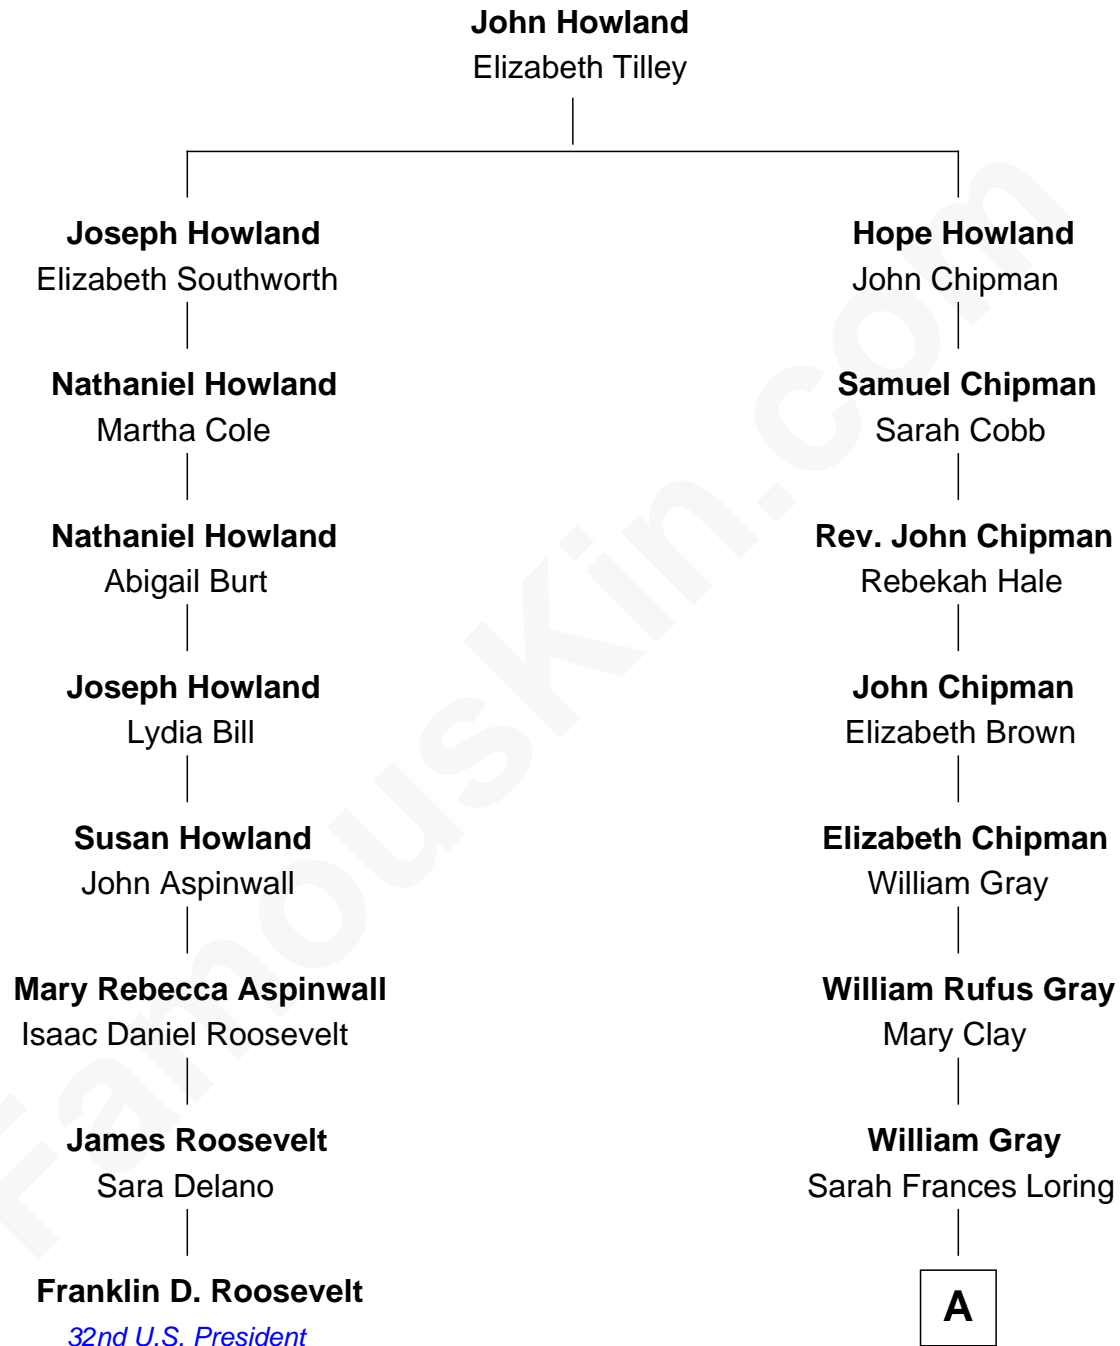 John Howland
Elizabeth Tilley
Joseph Howland
Elizabeth Southworth
Hope Howland
John Chipman
Nathaniel Howland
Martha Cole
Samuel Chipman
Sarah Cobb
Nathaniel Howland
Abigail Burt
Rev. John Chipman
Rebekah Hale
Joseph Howland
Lydia Bill
John Chipman
Elizabeth Brown
Susan Howland
John Aspinwall
Elizabeth Chipman
William Gray
Mary Rebecca Aspinwall
Isaac Daniel Roosevelt
William Rufus Gray
Mary Clay
James Roosevelt
Sara Delano
William Gray
Sarah Frances Loring
Franklin D. Roosevelt
32nd U.S. President
A
FamousKin.com